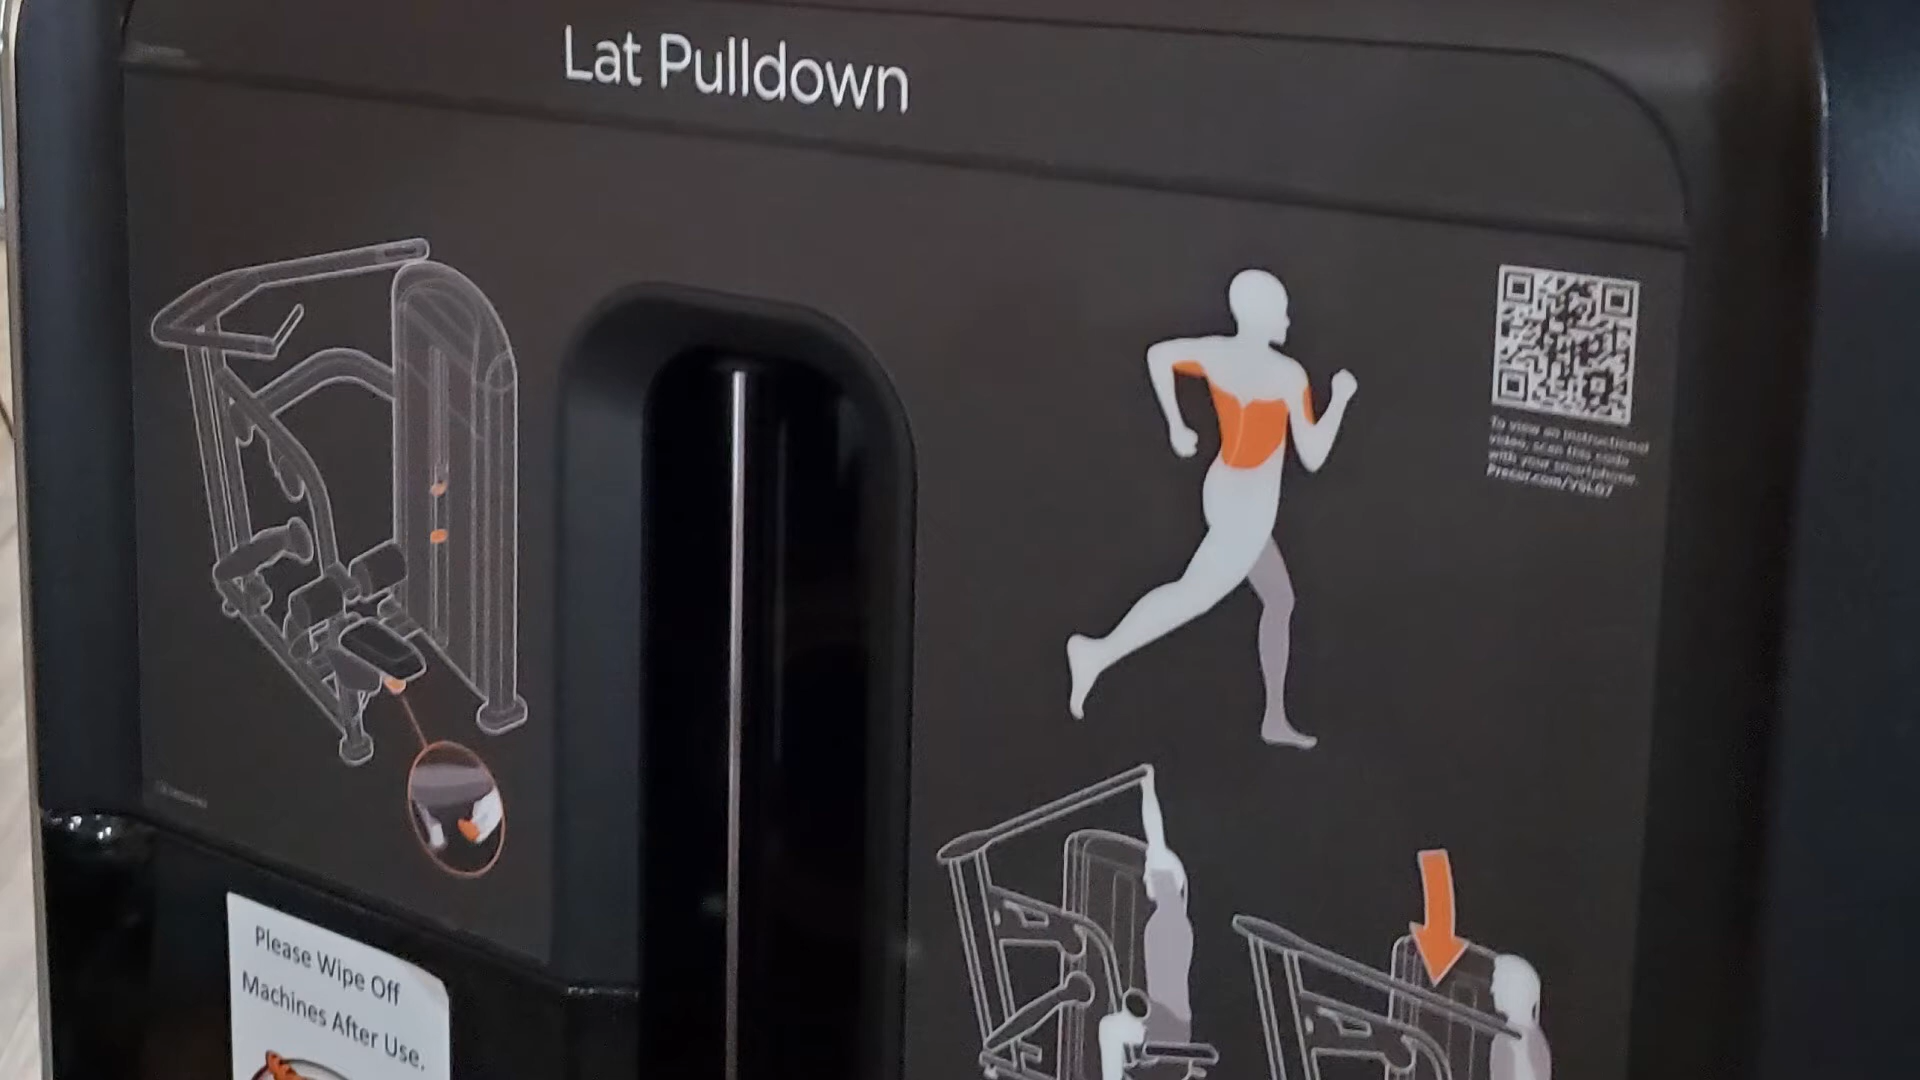 Lat Pulldown
To view an instructional
video, scan this code
with your smartphone.
Please Wipe Off
Machines After Use.